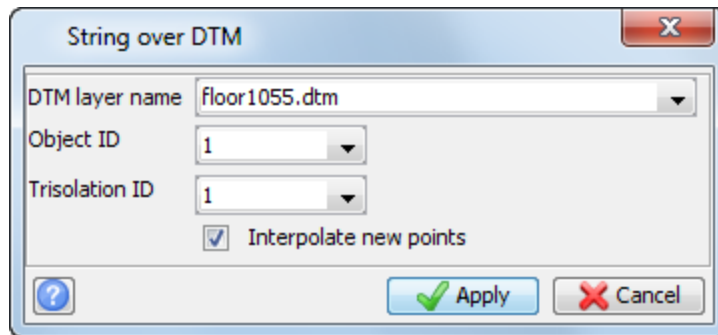 String over DTM
DTM layer name floor1055.dtm
Object ID 1
Trisolation ID 1
Interpolate new points
? Apply Cancel